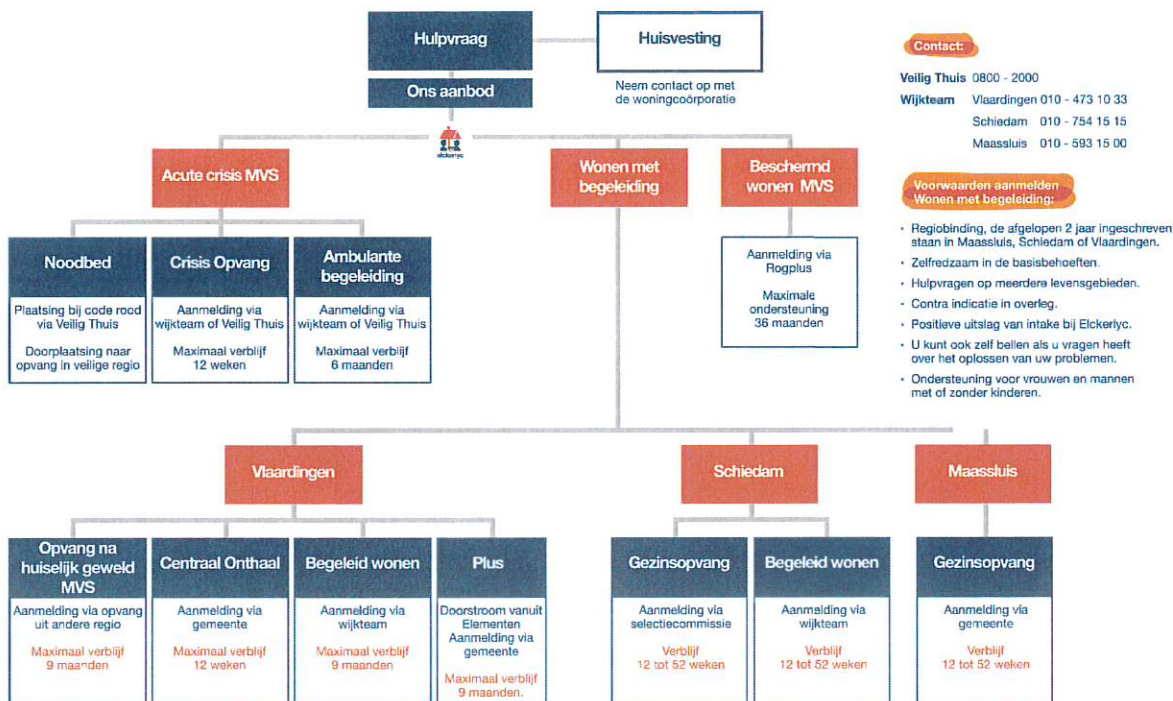 Hulpvraag
Huisvesting
Ons aanbod
Neem contact op met
de woningcoörporatie
elckerlyc
Contact:
Veilig Thuis 0800 - 2000
Wijkteam Vlaardingen 010 - 473 10 33
Schiedam 010 - 754 15 15
Maassluis 010 - 593 15 00
Acute crisis MVS
Wonen met
begeleiding
Beschermd
wonen MVS
Voorwaarden aanmelden
Wonen met begeleiding:
• Regiobinding, de afgelopen 2 jaar ingeschreven
staan in Maassluis, Schiedam of Vlaardingen.
• Zelfredzaam in de basisbehoeften.
• Hulpvragen op meerdere levensgebieden.
• Contra indicatie in overleg.
• Positieve uitslag van intake bij Elckerlyc.
• U kunt ook zelf bellen als u vragen heeft
over het oplossen van uw problemen.
• Ondersteuning voor vrouwen en mannen
met of zonder kinderen.
Noodbed
Plaatsing bij code rood
via Veilig Thuis
Doorplaatsing naar
opvang in veilige regio
Crisis Opvang
Aanmelding via
wijkteam of Veilig Thuis
Maximaal verblijf
12 weken
Ambulante
begeleiding
Aanmelding via
wijkteam of Veilig Thuis
Maximaal verblijf
6 maanden
Aanmelding via
Rogplus
Maximale
ondersteuning
36 maanden
Vlaardingen
Schiedam
Maassluis
Opvang na
huiselijk geweld
MVS
Aanmelding via opvang
uit andere regio
Maximaal verblijf
9 maanden
Centraal Onthaal
Aanmelding via
gemeente
Maximaal verblijf
12 weken
Begeleid wonen
Aanmelding via
wijkteam
Maximaal verblijf
9 maanden
Plus
Doorstroom vanuit
Elementen
Aanmelding via
gemeente
Maximaal verblijf
9 maanden.
Gezinsopvang
Aanmelding via
selectiecommissie
Verblijf
12 tot 52 weken
Begeleid wonen
Aanmelding via
wijkteam
Verblijf
12 tot 52 weken
Gezinsopvang
Aanmelding via
gemeente
Verblijf
12 tot 52 weken